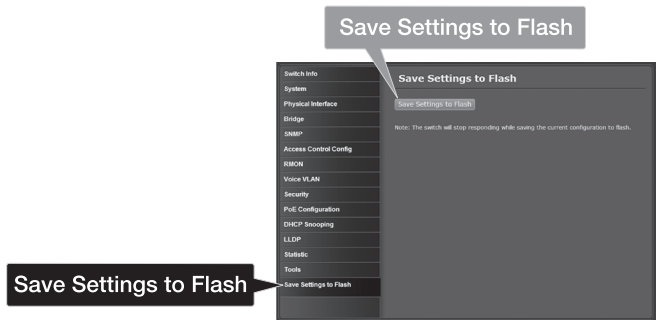 Save Settings to Flash
Switch Info
System
Physical Interface
Bridge
SNMP
Access Control Config
RMON
Voice VLAN
Security
PoE Configuration
DHCP Snooping
LLDP
Statistic
Tools
Save Settings to Flash
Save Settings to Flash
Save Settings to Flash
Note: The switch will stop responding while saving the current configuration to flash.
Save Settings to Flash